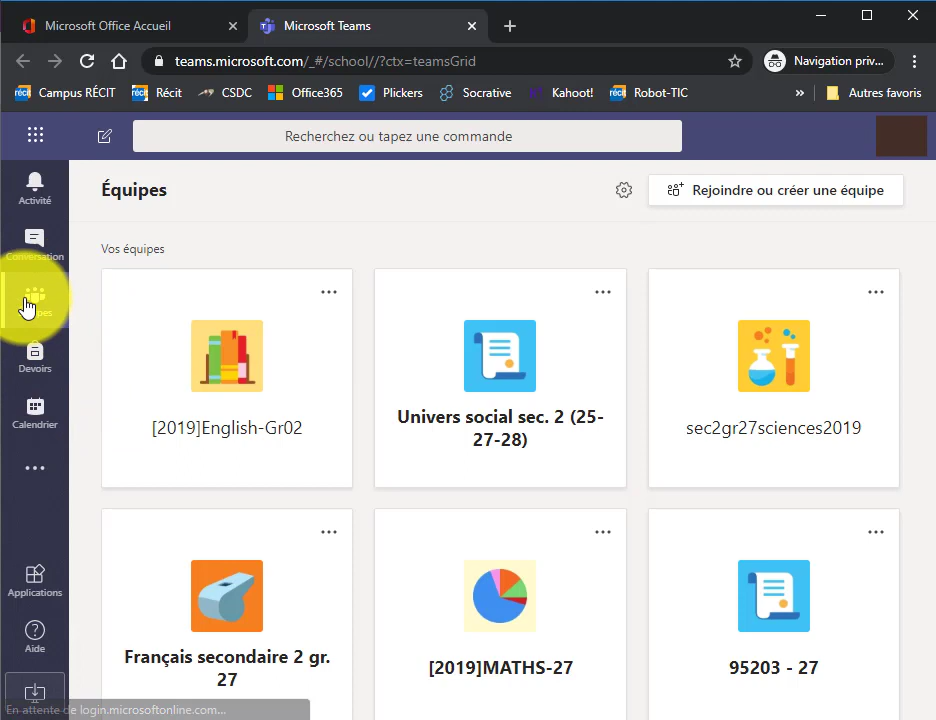 Microsoft Office Accueil
Microsoft Teams
teams.microsoft.com/_#/school//?ctx=teamsGrid
Navigation priv...
Campus RÉCIT
Récit
CSDC
Office365
Plickers
Socrative
Kahoot!
Robot-TIC
»
Autres favoris
Recherchez ou tapez une commande
Activité
Conversation
Devoirs
Calendrier
Applications
Aide
Équipes
Rejoindre ou créer une équipe
Vos équipes
[2019]English-Gr02
Univers social sec. 2 (25-
27-28)
sec2gr27sciences2019
Français secondaire 2 gr.
27
[2019]MATHS-27
95203 - 27
En attente de login.microsoftonline.com...